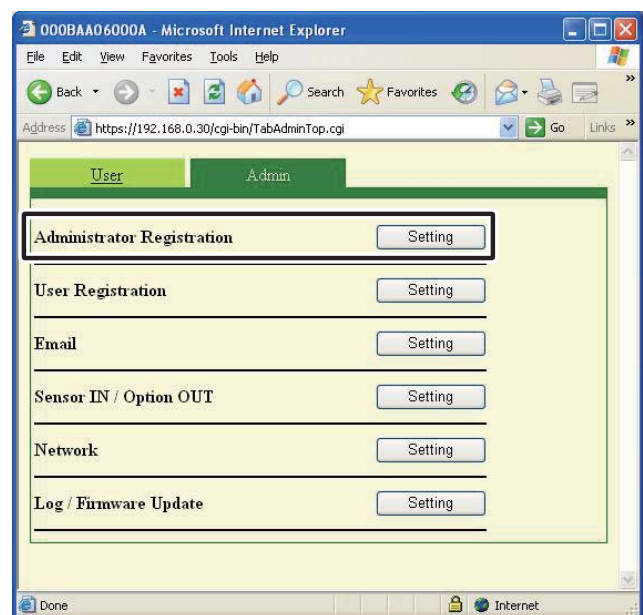 000BAA06000A - Microsoft Internet Explorer
File Edit View Favorites Tools Help
Back Search Favorites »
Address https://192.168.0.30/cgi-bin/TabAdminTop.cgi Go Links »
User Admin
Administrator Registration Setting
User Registration Setting
Email Setting
Sensor IN / Option OUT Setting
Network Setting
Log / Firmware Update Setting
Done Internet